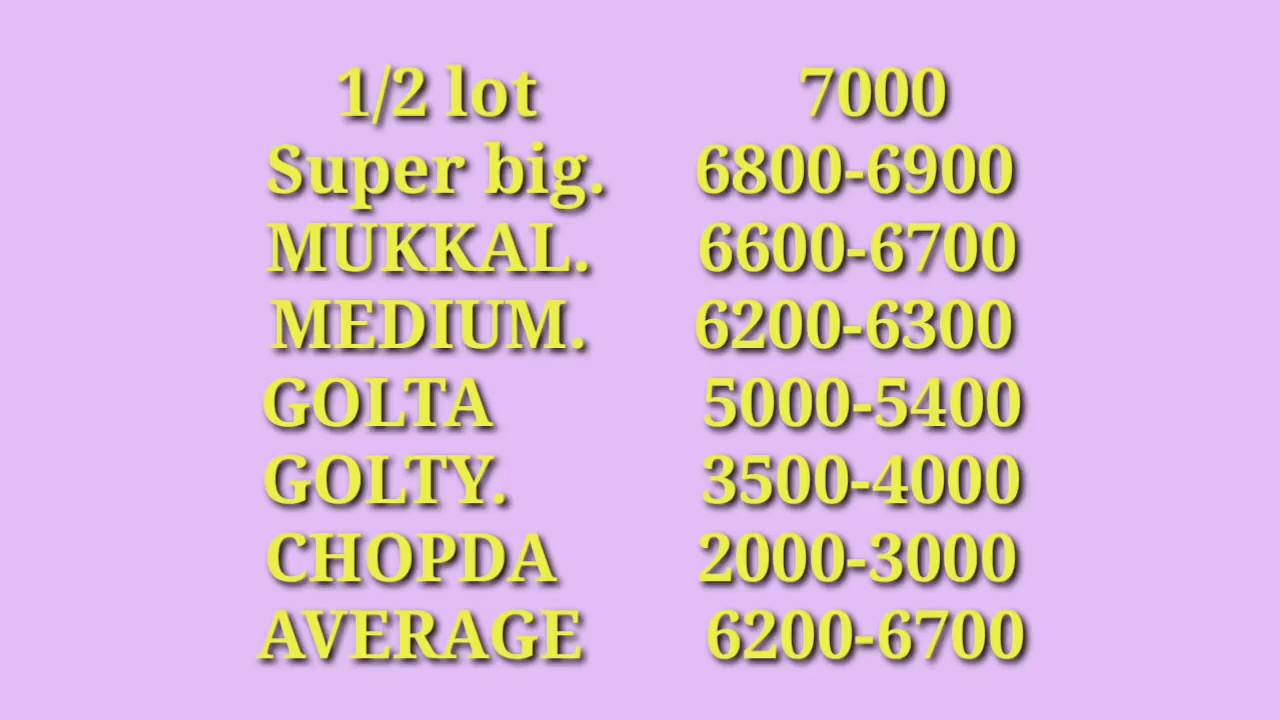 1/2 lot 7000
Super big. 6800-6900
MUKKAL. 6600-6700
MEDIUM. 6200-6300
GOLTA 5000-5400
GOLTY. 3500-4000
CHOPDA 2000-3000
AVERAGE 6200-6700